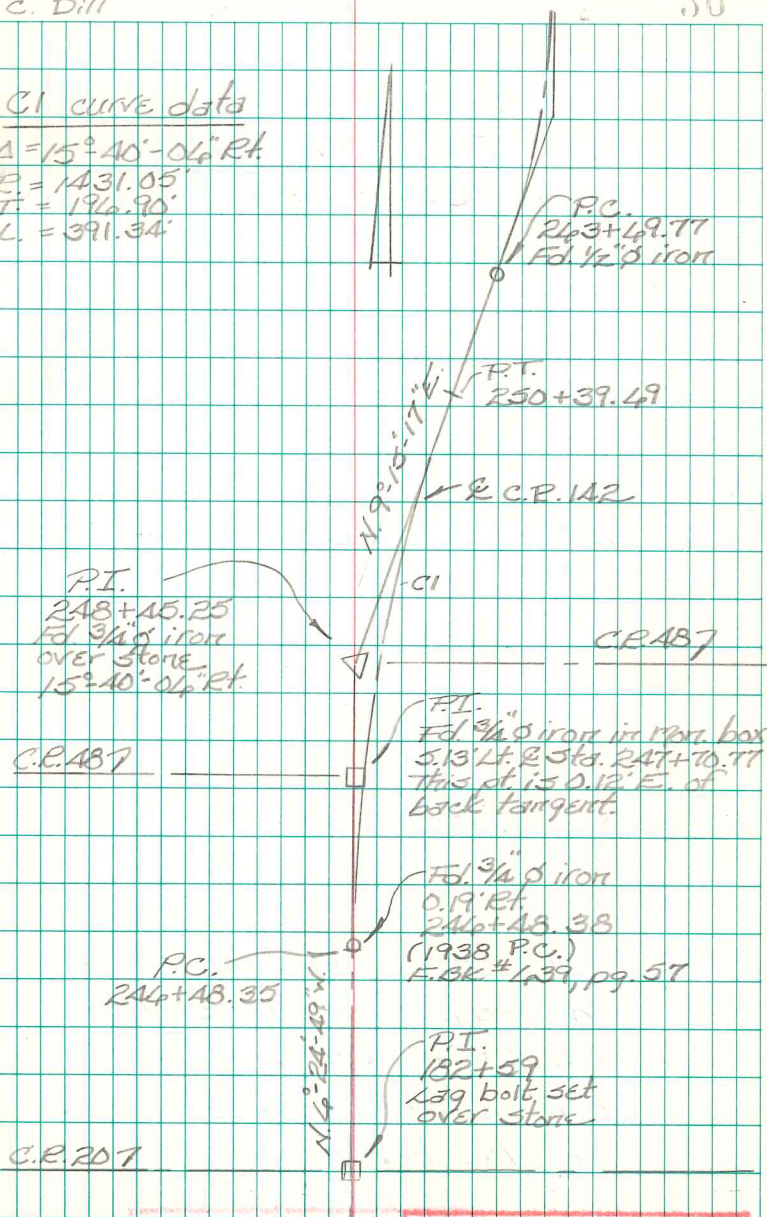 C. Dill
C1 curve data
Δ = 15°-40'-06" Rt.
R. = 1431.05'
T. = 196.90'
L. = 391.34'
P.C.
263+69.77
Fd. 1/2" ø iron
P.T.
250+39.69
N. 9°-15'-17" E.
℄ C.R. 142
C1
P.I.
248+45.25
Fd. 3/4" ø iron
over stone
15°-40'-06" Rt.
C.R. 487
P.I.
Fd. 3/4" ø iron in mon. box
5.13' Lt. ℄ Sta. 247+70.77
This pt. is 0.12' E. of
back tangent.
C.R. 487
Fd. 3/4" ø iron
0.19' Rt.
246+48.38
(1938 P.C.)
F.BK. #639, pg. 57
P.C.
246+48.35
N. 6°-24'-49" W.
P.I.
182+59
Lag bolt set
over stone
C.R. 207